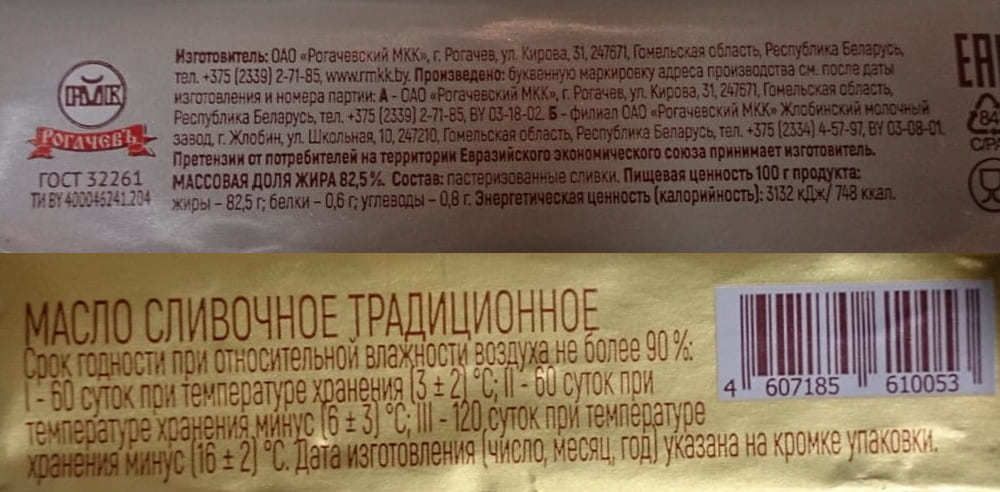 РМК
РОГАЧЕВЪ
ГОСТ 32261
ТИ BY 400046241.204
Изготовитель: ОАО «Рогачевский МКК», г. Рогачев, ул. Кирова, 31, 247671, Гомельская область, Республика Беларусь,
тел. +375 (2339) 2-71-85, www.rmkk.by. Произведено: буквенную маркировку адреса производства см. после даты
изготовления и номера партии: А - ОАО «Рогачевский МКК», г. Рогачев, ул. Кирова, 31, 247671, Гомельская область,
Республика Беларусь, тел. +375 (2339) 2-71-85, BY 03-18-02. Б - филиал ОАО «Рогачевский МКК» Жлобинский молочный
завод, г. Жлобин, ул. Школьная, 10, 247210, Гомельская область, Республика Беларусь, тел. +375 (2334) 4-57-97, BY 03-08-01.
Претензии от потребителей на территории Евразийского экономического союза принимает изготовитель.
МАССОВАЯ ДОЛЯ ЖИРА 82,5%. Состав: пастеризованные сливки. Пищевая ценность 100 г продукта:
жиры - 82,5 г; белки - 0,6 г; углеводы - 0,8 г. Энергетическая ценность (калорийность): 3132 кДж/ 748 ккал.
EAC
84
C/PA
МАСЛО СЛИВОЧНОЕ ТРАДИЦИОННОЕ
Срок годности при относительной влажности воздуха не более 90 %:
I - 60 суток при температуре хранения (3 ± 2) °C; II - 60 суток при
температуре хранения минус (6 ± 3) °C; III - 120 суток при температуре
хранения минус (16 ± 2) °C. Дата изготовления (число, месяц, год) указана на кромке упаковки.
4 607185 610053